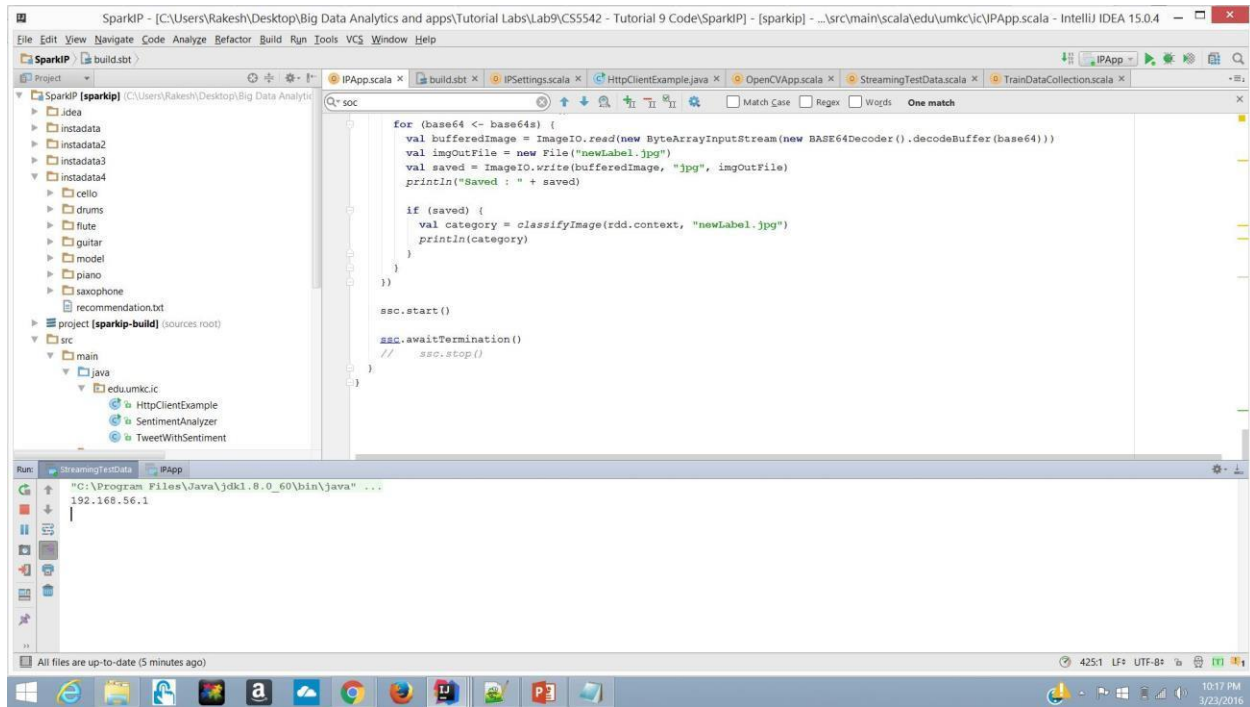 SparkIP - [C:\Users\Rakesh\Desktop\Big Data Analytics and apps\Tutorial Labs\Lab9\CS5542 - Tutorial 9 Code\SparkIP] - [sparkip] - ...\src\main\scala\edu\umkc\ic\IPApp.scala - IntelliJ IDEA 15.0.4
File Edit View Navigate Code Analyze Refactor Build Run Tools VCS Window Help
SparkIP build.sbt IPApp
Project IPApp.scala build.sbt IPSettings.scala HttpClientExample.java OpenCVApp.scala StreamingTestData.scala TrainDataCollection.scala
soc Match Case Regex Words One match
SparkIP [sparkip] (C:\Users\Rakesh\Desktop\Big Data Analytic
.idea
instadata
instadata2
instadata3
instadata4
cello
drums
flute
guitar
model
piano
saxophone
recommendation.txt
project [sparkip-build] (sources root)
src
main
java
edu.umkc.ic
HttpClientExample
SentimentAnalyzer
TweetWithSentiment
for (base64 <- base64s) {
val bufferedImage = ImageIO.read(new ByteArrayInputStream(new BASE64Decoder().decodeBuffer(base64)))
val imgOutFile = new File("newLabel.jpg")
val saved = ImageIO.write(bufferedImage, "jpg", imgOutFile)
println("Saved : " + saved)
if (saved) {
val category = classifyImage(rdd.context, "newLabel.jpg")
println(category)
}
}
})
ssc.start()
ssc.awaitTermination()
// ssc.stop()
}
}
Run: StreamingTestData IPApp
"C:\Program Files\Java\jdk1.8.0_60\bin\java" ...
192.168.56.1
All files are up-to-date (5 minutes ago) 425:1 LF UTF-8
10:17 PM
3/23/2016